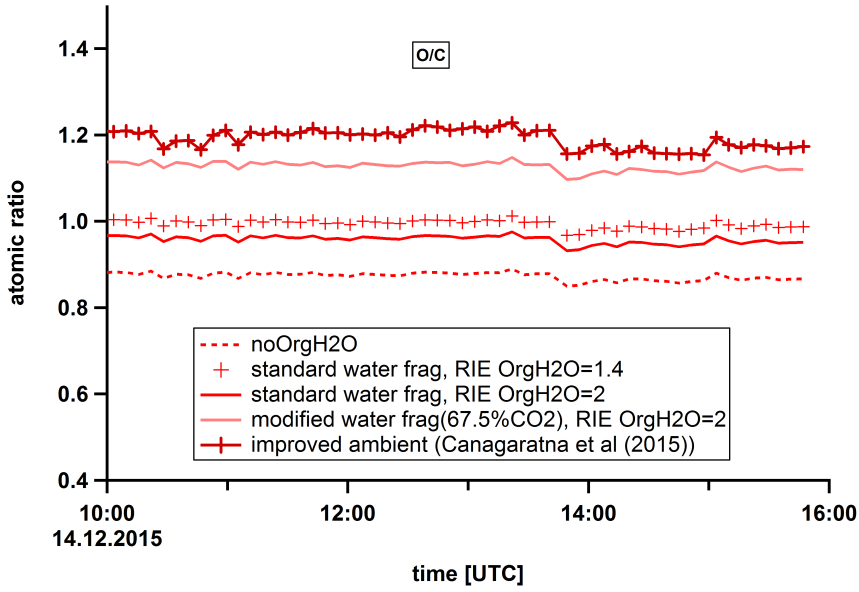 1.4
O/C
1.2
1.0
0.8
0.6
0.4
atomic ratio
noOrgH2O
standard water frag, RIE OrgH2O=1.4
standard water frag, RIE OrgH2O=2
modified water frag(67.5%CO2), RIE OrgH2O=2
improved ambient (Canagaratna et al (2015))
10:00
12:00
14:00
16:00
14.12.2015
time [UTC]